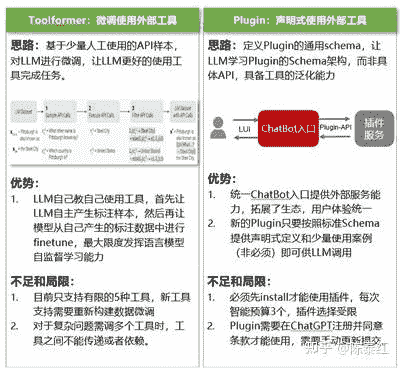 Toolformer：微调使用外部工具
思路：基于少量人工使用的API样本，
对LLM进行微调，让LLM更好的使用工
具完成任务。
LLM Dataset
1
Sample API Calls
2
Execute API Calls
3
Filter API Calls
LLM Dataset
with API Calls
优势：
1. LLM自己教自己使用工具，首先让
LLM自主产生标注样本，然后再让
模型从自己产生的标注数据中进行
finetune，最大限度发挥语言模型
自监督学习能力
不足和局限：
1. 目前只支持有限的5种工具，新工具
支持需要重新构建数据微调
2. 对于复杂问题需调多个工具时，工
具之间不能传递或者依赖。
Plugin：声明式使用外部工具
思路：定义Plugin的通用schema，让
LLM学习Plugin的Schema架构，而非具
体API，具备工具的泛化能力
LUI
ChatBot入口
Plugin-API
插件
服务
优势：
1. 统一ChatBot入口提供外部服务能
力，拓展了生态，用户体验统一
2. 新的Plugin只要按照标准Schema
提供声明式定义和少量使用案例
（非必须）即可供LLM调用
不足和局限：
1. 必须先install才能使用插件，每次
智能预算3个，插件选择受限
2. Plugin需要在ChatGPT注册并同意
条款才能使用，需要手动更新提交
知乎